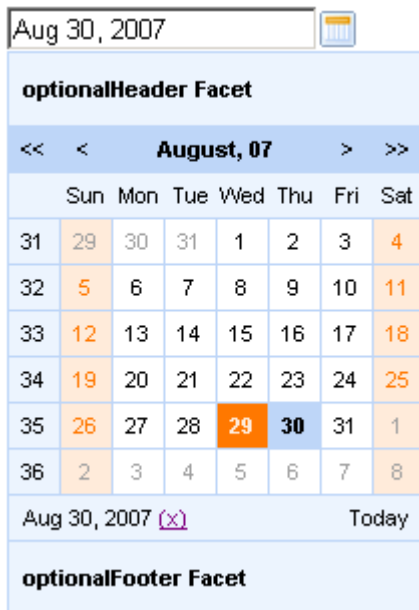 Aug 30, 2007
optionalHeader Facet
<< < August, 07 > >>
Sun Mon Tue Wed Thu Fri Sat
31 29 30 31 1 2 3 4
32 5 6 7 8 9 10 11
33 12 13 14 15 16 17 18
34 19 20 21 22 23 24 25
35 26 27 28 29 30 31 1
36 2 3 4 5 6 7 8
Aug 30, 2007 (x) Today
optionalFooter Facet